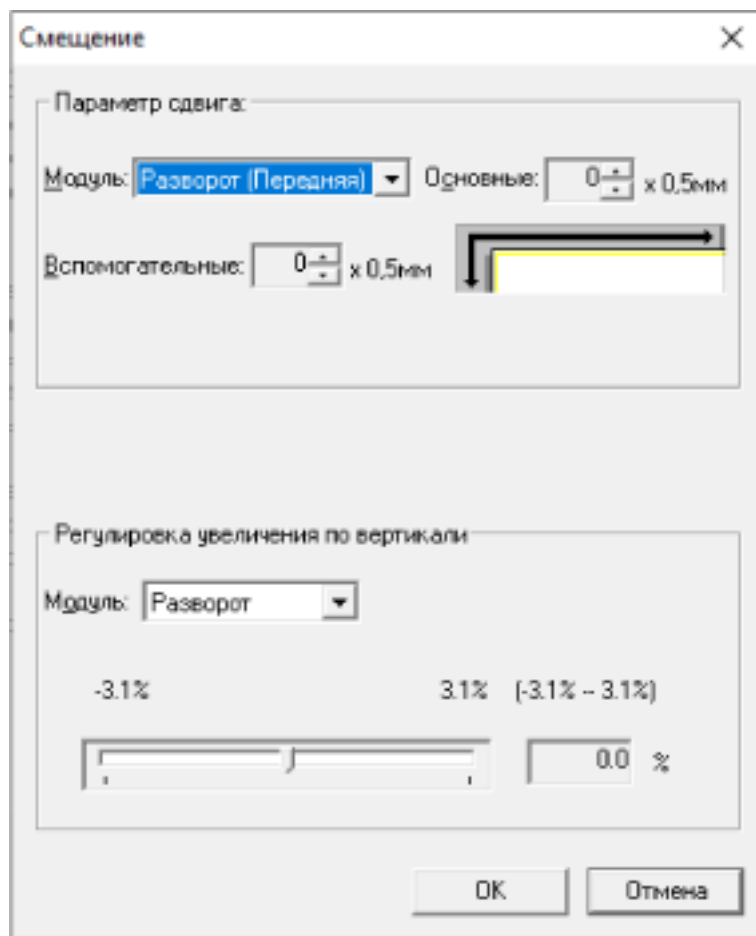 Смещение
Параметр сдвига:
Модуль: Разворот (Передняя) Основные: 0 x 0,5мм
Вспомогательные: 0 x 0,5мм
Регулировка увеличения по вертикали
Модуль: Разворот
-3.1% 3.1% (-3.1% -- 3.1%)
0.0 %
OK Отмена